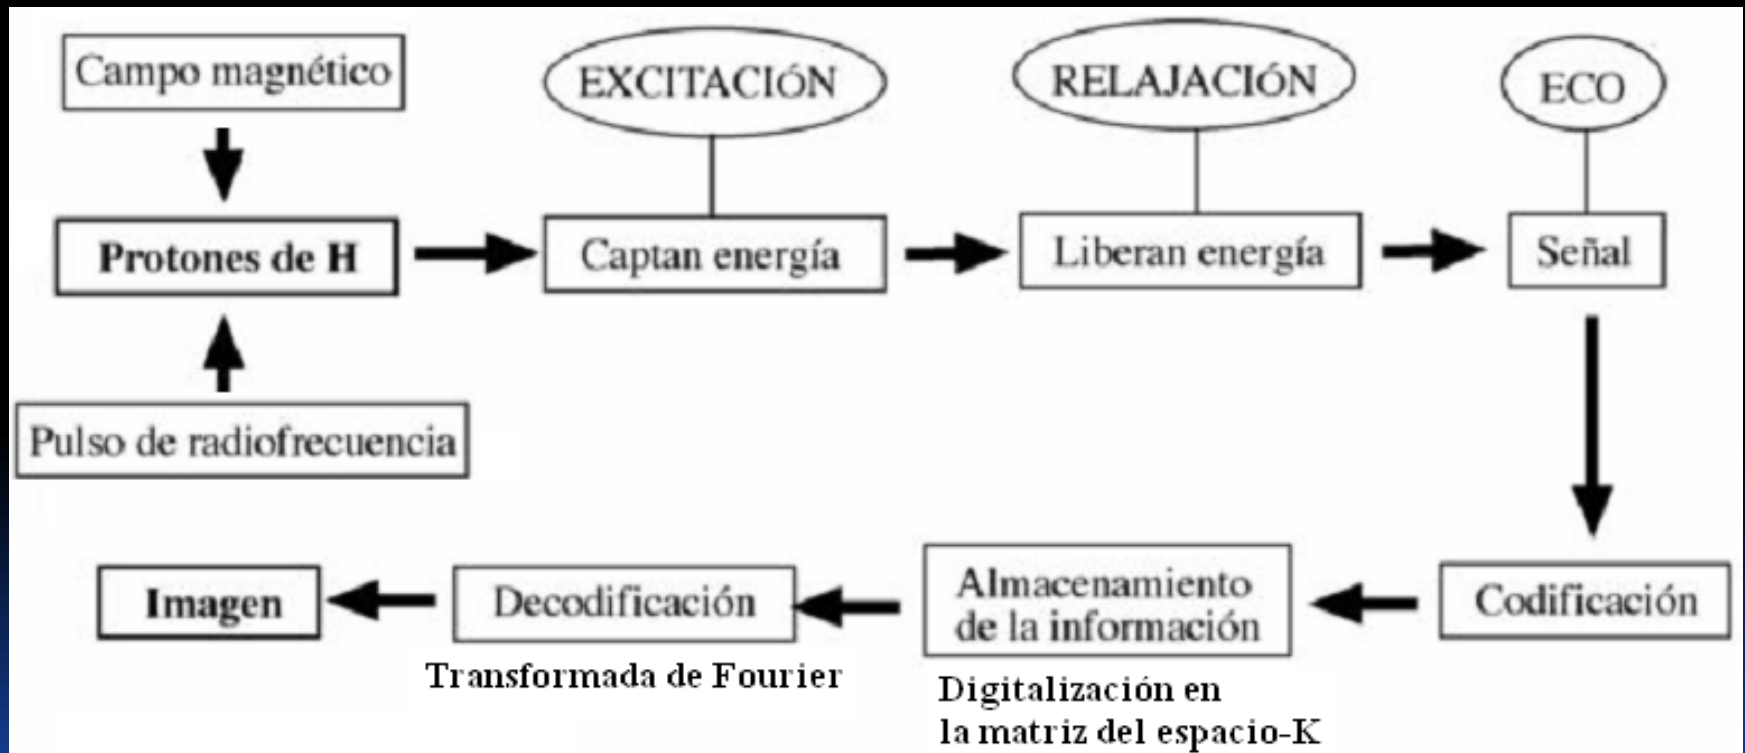 Campo magnético
EXCITACIÓN
RELAJACIÓN
ECO
Protones de H
Captan energía
Liberan energía
Señal
Pulso de radiofrecuencia
Imagen
Decodificación
Almacenamiento
de la información
Codificación
Transformada de Fourier
Digitalización en
la matriz del espacio-K